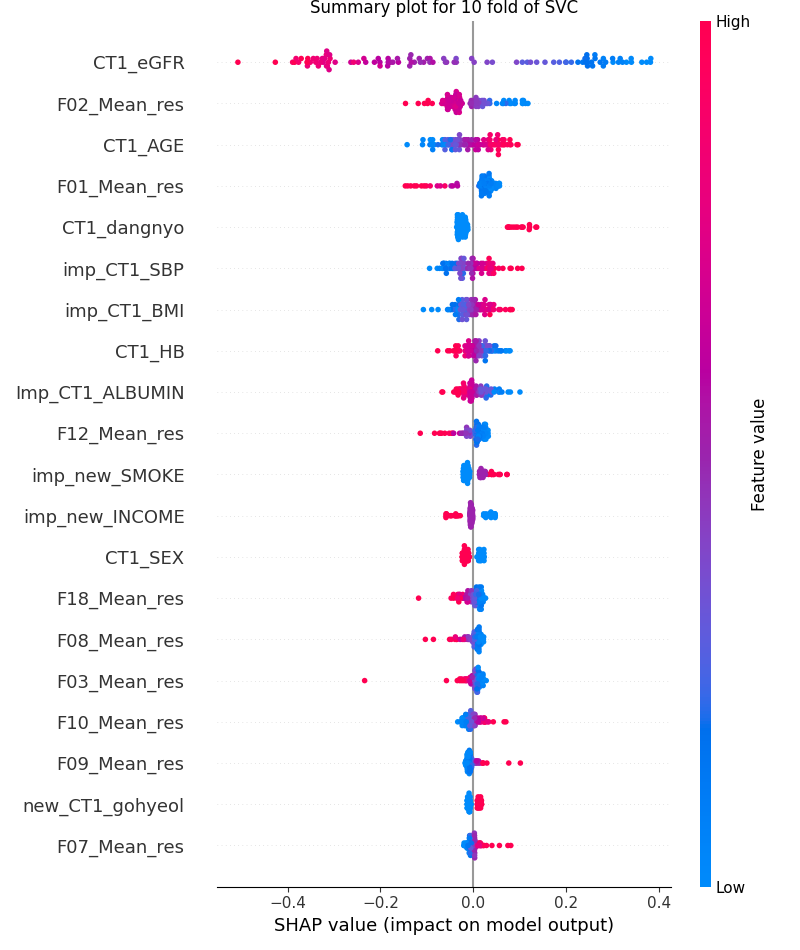 Summary plot for 10 fold of SVC
High
CT1_eGFR
F02_Mean_res
CT1_AGE
F01_Mean_res
CT1_dangnyo
imp_CT1_SBP
imp_CT1_BMI
CT1_HB
Imp_CT1_ALBUMIN
F12_Mean_res
imp_new_SMOKE
imp_new_INCOME
CT1_SEX
F18_Mean_res
F08_Mean_res
F03_Mean_res
F10_Mean_res
F09_Mean_res
new_CT1_gohyeol
F07_Mean_res
Feature value
Low
−0.4 −0.2 0.0 0.2 0.4
SHAP value (impact on model output)